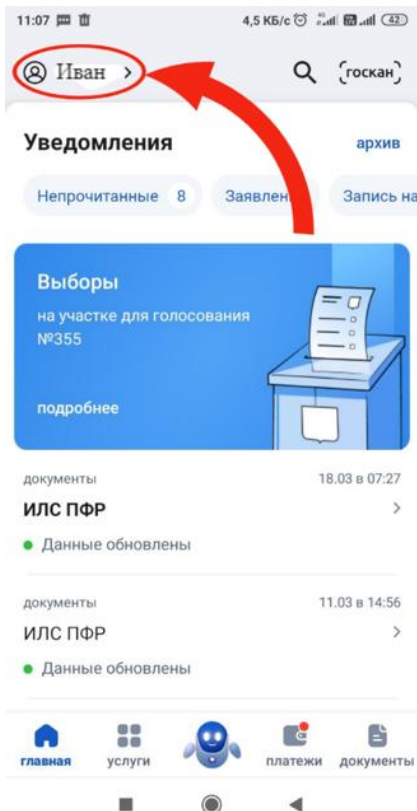 11:07 4,5 КБ/с 4G 42
Иван > госкан
Уведомления архив
Непрочитанные 8 Заявлен Запись на
Выборы
на участке для голосования
№355
подробнее
документы 18.03 в 07:27
ИЛС ПФР
Данные обновлены
документы 11.03 в 14:56
ИЛС ПФР
Данные обновлены
главная услуги платежи документы